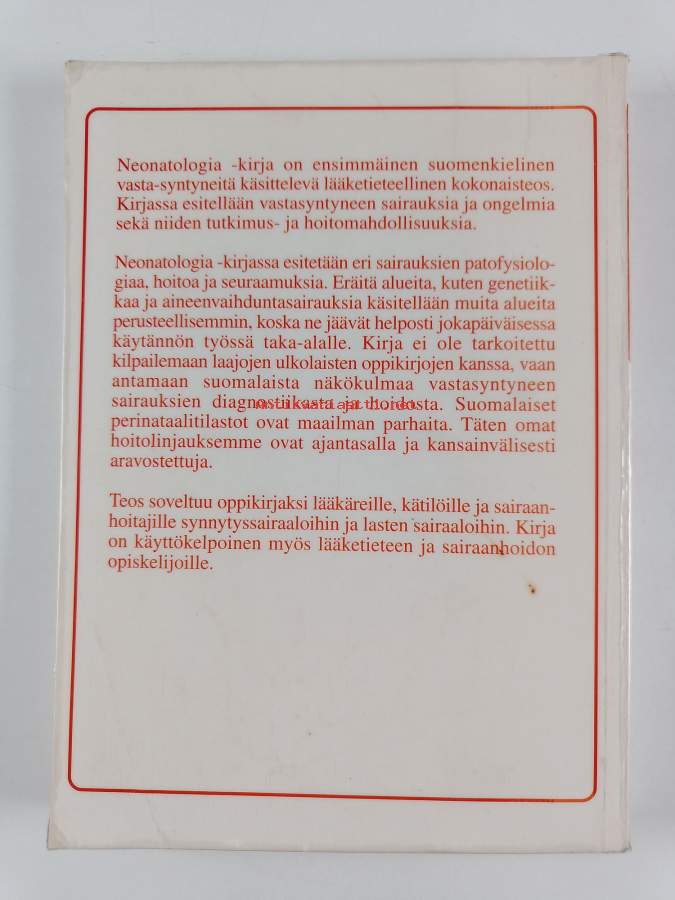 Neonatologia -kirja on ensimmäinen suomenkielinen
vasta-syntyneitä käsittelevä lääketieteellinen kokonaisteos.
Kirjassa esitellään vastasyntyneen sairauksia ja ongelmia
sekä niiden tutkimus- ja hoitomahdollisuuksia.
Neonatologia -kirjassa esitetään eri sairauksien patofysiolo-
giaa, hoitoa ja seuraamuksia. Eräitä alueita, kuten genetiik-
kaa ja aineenvaihduntasairauksia käsitellään muita alueita
perusteellisemmin, koska ne jäävät helposti jokapäiväisessa
käytännön työssä taka-alalle. Kirja ei ole tarkoitettu
kilpailemaan laajojen ulkolaisten oppikirjojen kanssa, vaan
antamaan suomalaista näkökulmaa vastasyntyneen
sairauksien diagnostiikasta ja hoidosta. Suomalaiset
perinataalitilastot ovat maailman parhaita. Täten omat
hoitolinjauksemme ovat ajantasalla ja kansainvälisesti
aravostettuja.
Teos soveltuu oppikirjaksi lääkäreille, kätilöille ja sairaan-
hoitajille synnytyssairaaloihin ja lasten sairaaloihin. Kirja
on käyttökelpoinen myös lääketieteen ja sairaanhoidon
opiskelijoille.